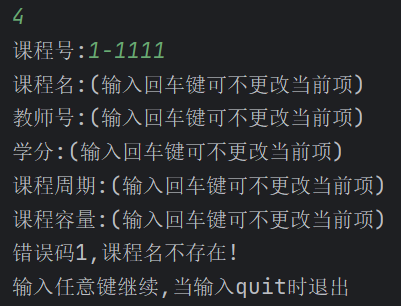 4
课程号:1-1111
课程名:(输入回车键可不更改当前项)
教师号:(输入回车键可不更改当前项)
学分:(输入回车键可不更改当前项)
课程周期:(输入回车键可不更改当前项)
课程容量:(输入回车键可不更改当前项)
错误码1,课程名不存在!
输入任意键继续,当输入quit时退出